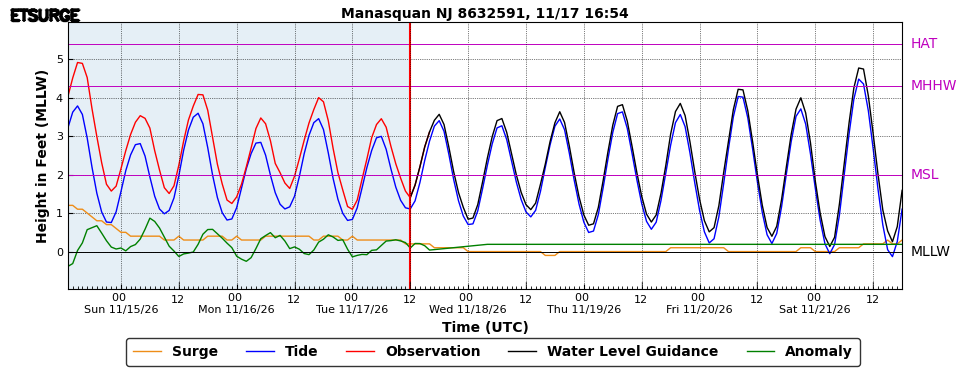 ETSURGE
Manasquan NJ 8632591, 11/17 16:54
Height in Feet (MLLW)
5
4
3
2
1
0
HAT
MHHW
MSL
MLLW
00 12 00 12 00 12 00 12 00 12 00 12 00 12
Sun 11/15/26 Mon 11/16/26 Tue 11/17/26 Wed 11/18/26 Thu 11/19/26 Fri 11/20/26 Sat 11/21/26
Time (UTC)
Surge Tide Observation Water Level Guidance Anomaly